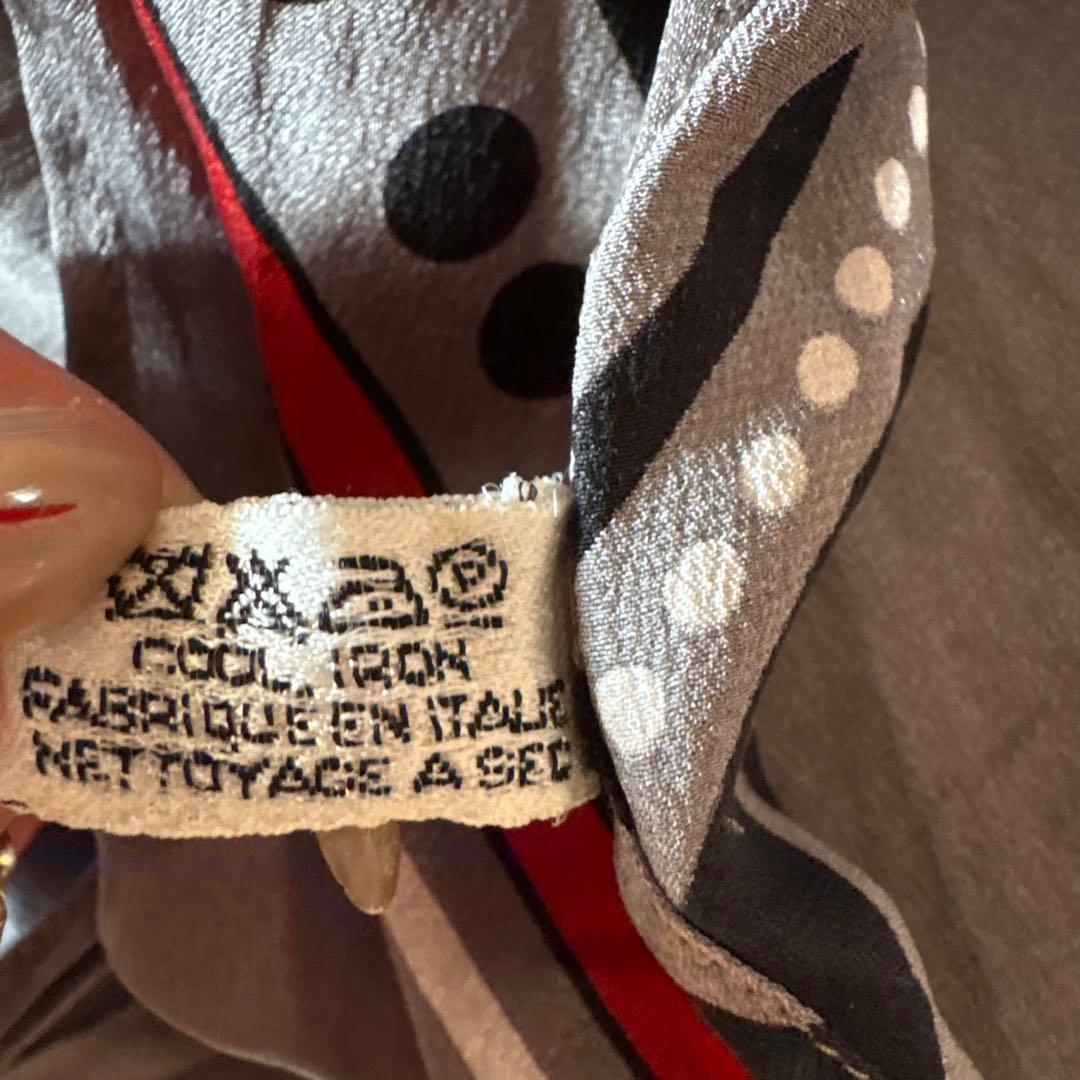 P
COOL IRON
FABRIQUE EN ITALIE
NETTOYAGE A SEC